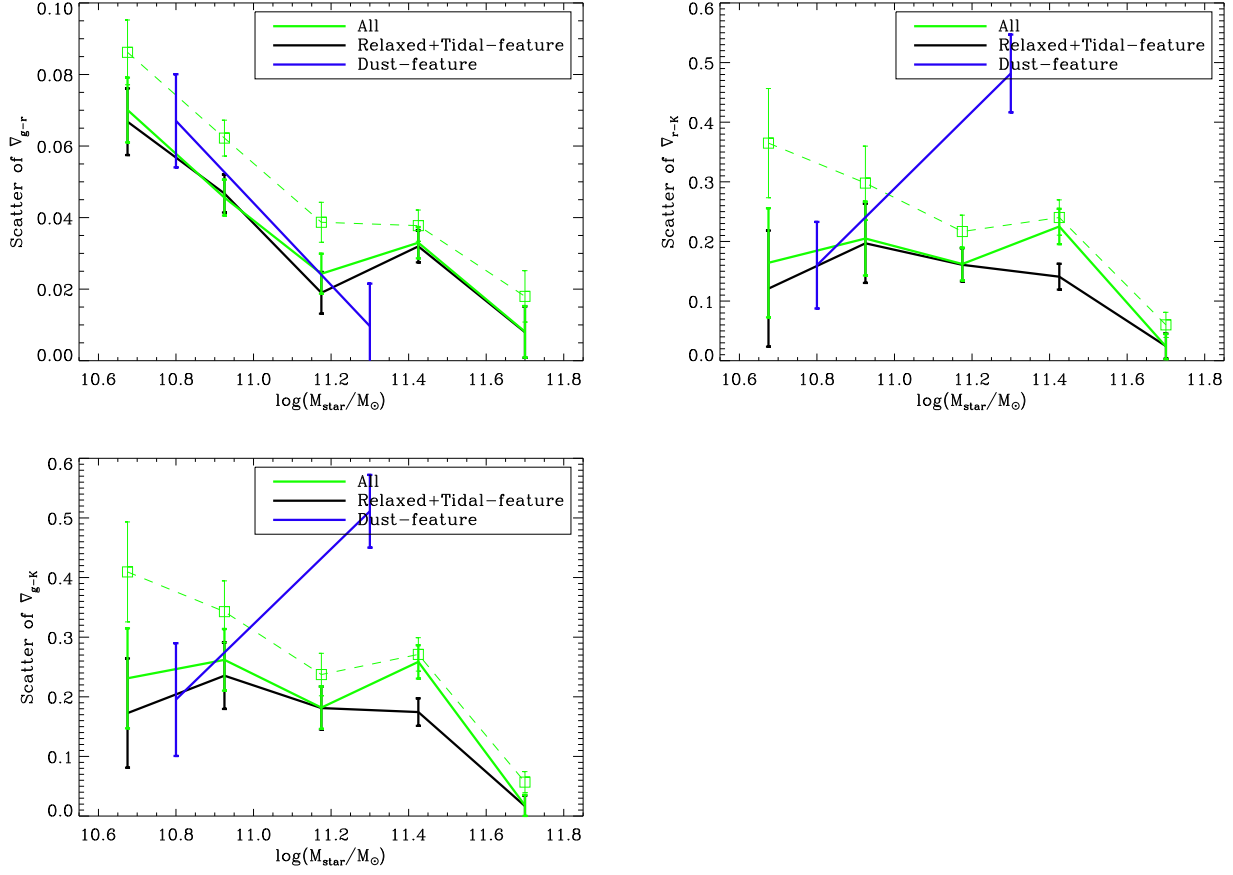 0.10
0.08
0.06
0.04
0.02
0.00
Scatter of ∇g−r
All
Relaxed+Tidal−feature
Dust−feature
10.6 10.8 11.0 11.2 11.4 11.6 11.8
log(Mstar/M⊙)
0.6
0.5
0.4
0.3
0.2
0.1
0.0
Scatter of ∇r−K
All
Relaxed+Tidal−feature
Dust−feature
10.6 10.8 11.0 11.2 11.4 11.6 11.8
log(Mstar/M⊙)
0.6
0.5
0.4
0.3
0.2
0.1
0.0
Scatter of ∇g−K
All
Relaxed+Tidal−feature
Dust−feature
10.6 10.8 11.0 11.2 11.4 11.6 11.8
log(Mstar/M⊙)